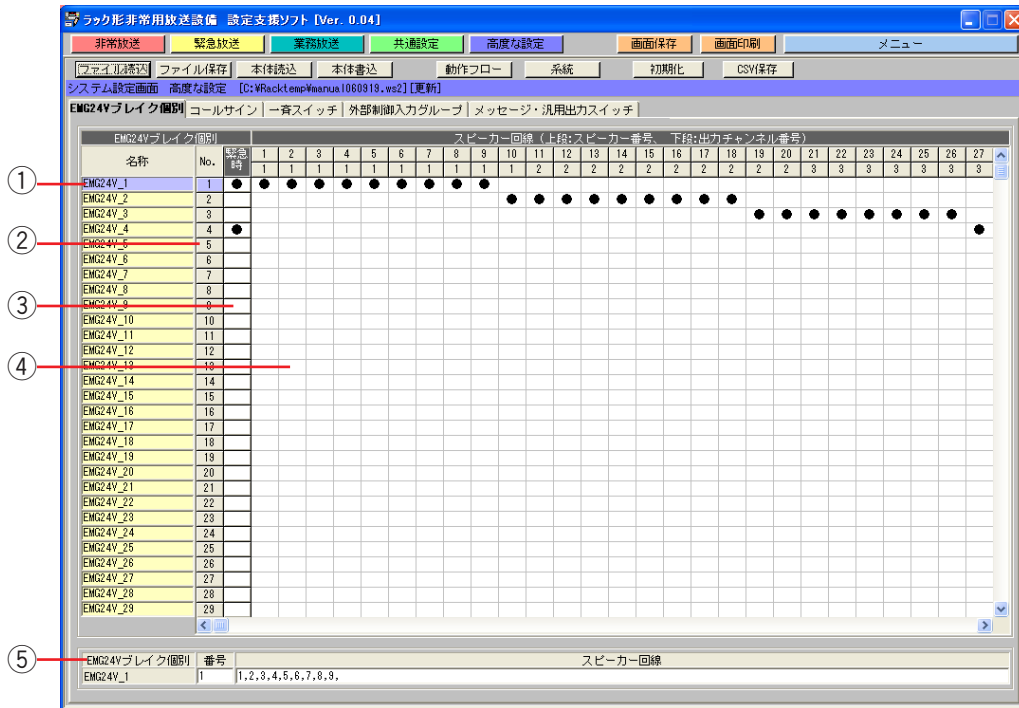 ラック形非常用放送設備 設定支援ソフト [Ver. 0.04]
非常放送 緊急放送 業務放送 共通設定 高度な設定 画面保存 画面印刷 メニュー
ファイル読込 ファイル保存 本体読込 本体書込 動作フロー 系統 初期化 CSV保存
システム設定画面 高度な設定 [C:¥Racktemp¥manual060919.ws2][更新]
EMG24Vブレイク個別 コールサイン 一斉スイッチ 外部制御入力グループ メッセージ・汎用出力スイッチ
EMG24Vブレイク個別 スピーカー回線(上段:スピーカー番号、 下段:出力チャンネル番号)
名称 No. 緊急時 1 2 3 4 5 6 7 8 9 10 11 12 13 14 15 16 17 18 19 20 21 22 23 24 25 26 27
1 1 1 1 1 1 1 1 1 1 2 2 2 2 2 2 2 2 2 2 3 3 3 3 3 3 3
① EMG24V_1 1 ● ● ● ● ● ● ● ● ● ●
EMG24V_2 2 ● ● ● ● ● ● ● ● ●
EMG24V_3 3 ● ● ● ● ● ● ● ●
EMG24V_4 4 ● ●
② EMG24V_5 5
EMG24V_6 6
EMG24V_7 7
EMG24V_8 8
③ EMG24V_9 9
EMG24V_10 10
EMG24V_11 11
EMG24V_12 12
④ EMG24V_13 13
EMG24V_14 14
EMG24V_15 15
EMG24V_16 16
EMG24V_17 17
EMG24V_18 18
EMG24V_19 19
EMG24V_20 20
EMG24V_21 21
EMG24V_22 22
EMG24V_23 23
EMG24V_24 24
EMG24V_25 25
EMG24V_26 26
EMG24V_27 27
EMG24V_28 28
EMG24V_29 29
⑤ EMG24Vブレイク個別 番号 スピーカー回線
EMG24V_1 1 1,2,3,4,5,6,7,8,9,